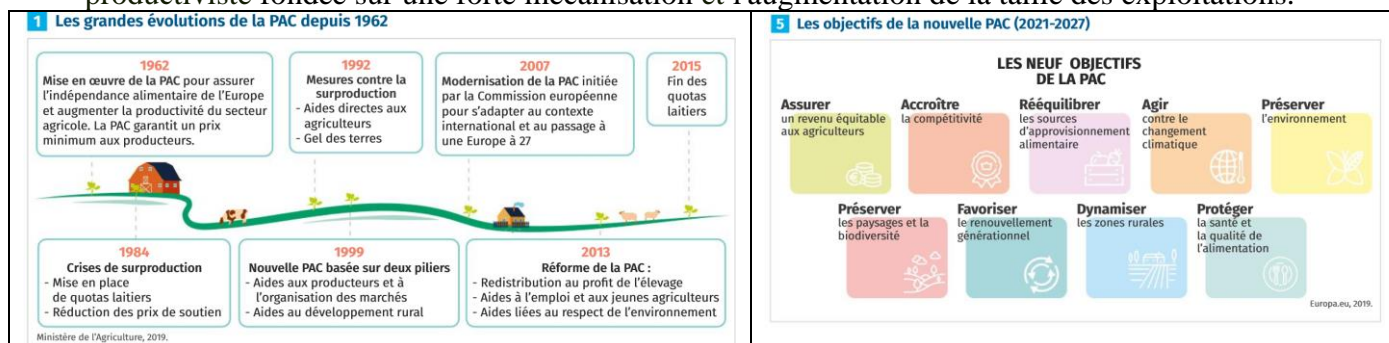 productiviste fondée sur une forte mécanisation et l'augmentation de la taille des exploitations.
1 Les grandes évolutions de la PAC depuis 1962
1962
Mise en œuvre de la PAC pour assurer
l'indépendance alimentaire de l'Europe
et augmenter la productivité du secteur
agricole. La PAC garantit un prix
minimum aux producteurs.
1992
Mesures contre la
surproduction
- Aides directes aux
agriculteurs
- Gel des terres
2007
Modernisation de la PAC initiée
par la Commission européenne
pour s'adapter au contexte
international et au passage à
une Europe à 27
2015
Fin des
quotas
laitiers
1984
Crises de surproduction
- Mise en place
de quotas laitiers
- Réduction des prix de soutien
1999
Nouvelle PAC basée sur deux piliers
- Aides aux producteurs et à
l'organisation des marchés
- Aides au développement rural
2013
Réforme de la PAC :
- Redistribution au profit de l'élevage
- Aides à l'emploi et aux jeunes agriculteurs
- Aides liées au respect de l'environnement
Ministère de l'Agriculture, 2019.
5 Les objectifs de la nouvelle PAC (2021-2027)
LES NEUF OBJECTIFS
DE LA PAC
Assurer
un revenu équitable
aux agriculteurs
Accroître
la compétitivité
Rééquilibrer
les sources
d'approvisionnement
alimentaire
Agir
contre le
changement
climatique
Préserver
l'environnement
Préserver
les paysages et la
biodiversité
Favoriser
le renouvellement
générationnel
Dynamiser
les zones rurales
Protéger
la santé et
la qualité de
l'alimentation
Europa.eu, 2019.